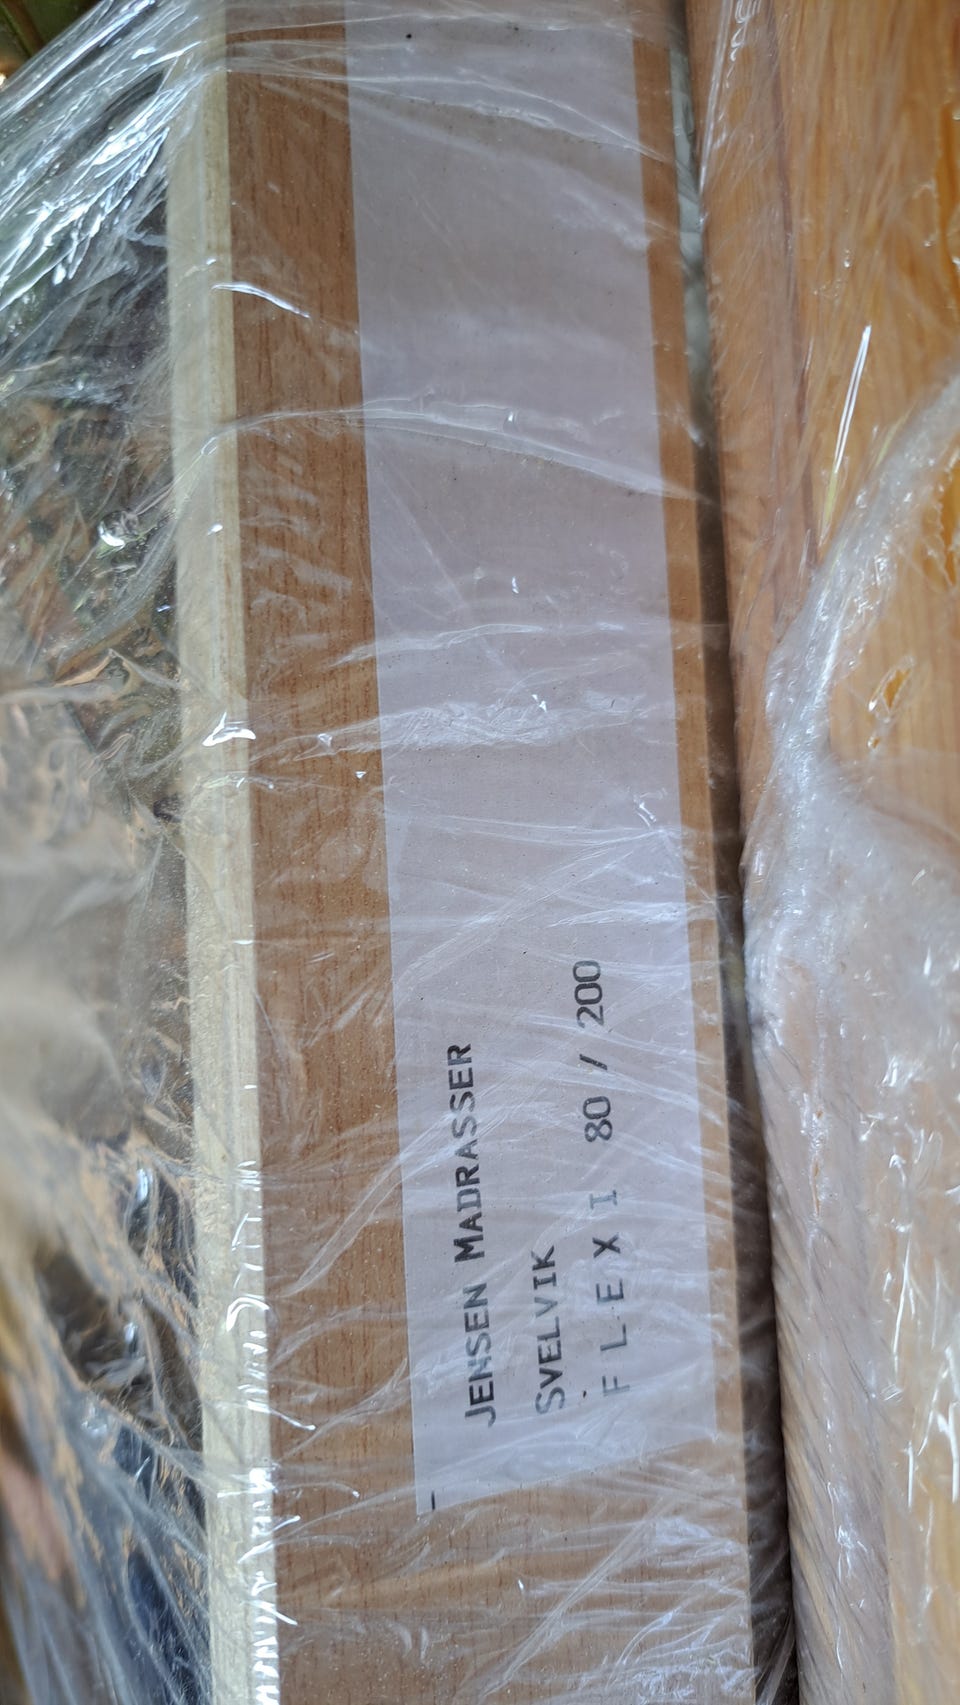 JENSEN MADRASSER
SVELVIK
F L E X I 80 / 200